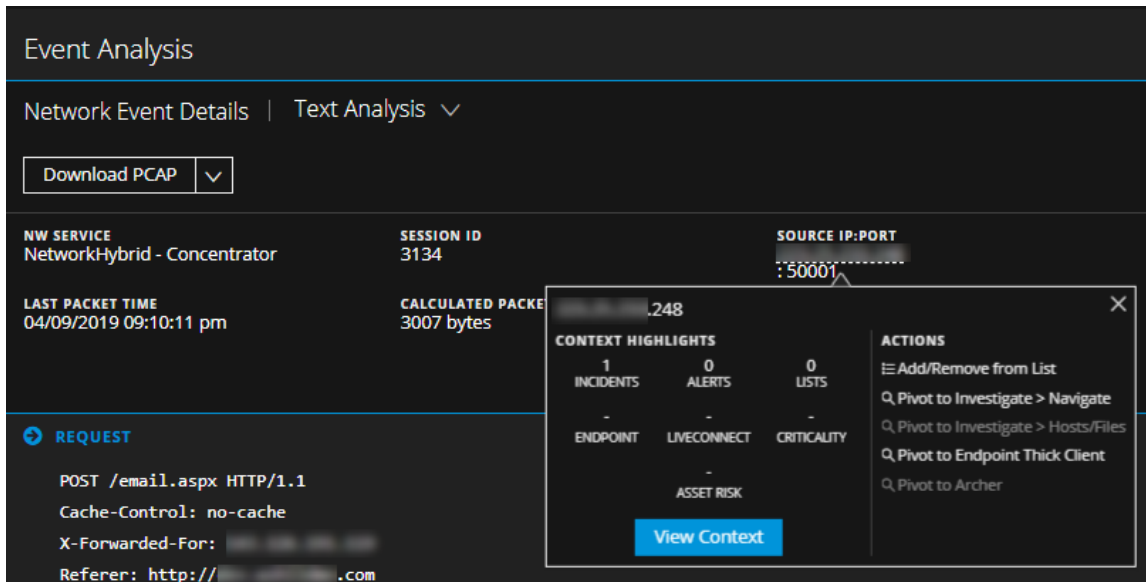 Event Analysis
Network Event Details | Text Analysis
Download PCAP
NW SERVICE
NetworkHybrid - Concentrator
SESSION ID
3134
SOURCE IP:PORT
: 50001
LAST PACKET TIME
04/09/2019 09:10:11 pm
CALCULATED PACKE
3007 bytes
.248
CONTEXT HIGHLIGHTS
1
INCIDENTS
0
ALERTS
0
LISTS
-
ENDPOINT
-
LIVECONNECT
-
CRITICALITY
-
ASSET RISK
View Context
ACTIONS
Add/Remove from List
Pivot to Investigate > Navigate
Pivot to Investigate > Hosts/Files
Pivot to Endpoint Thick Client
Pivot to Archer
REQUEST
POST /email.aspx HTTP/1.1
Cache-Control: no-cache
X-Forwarded-For:
Referer: http:// .com